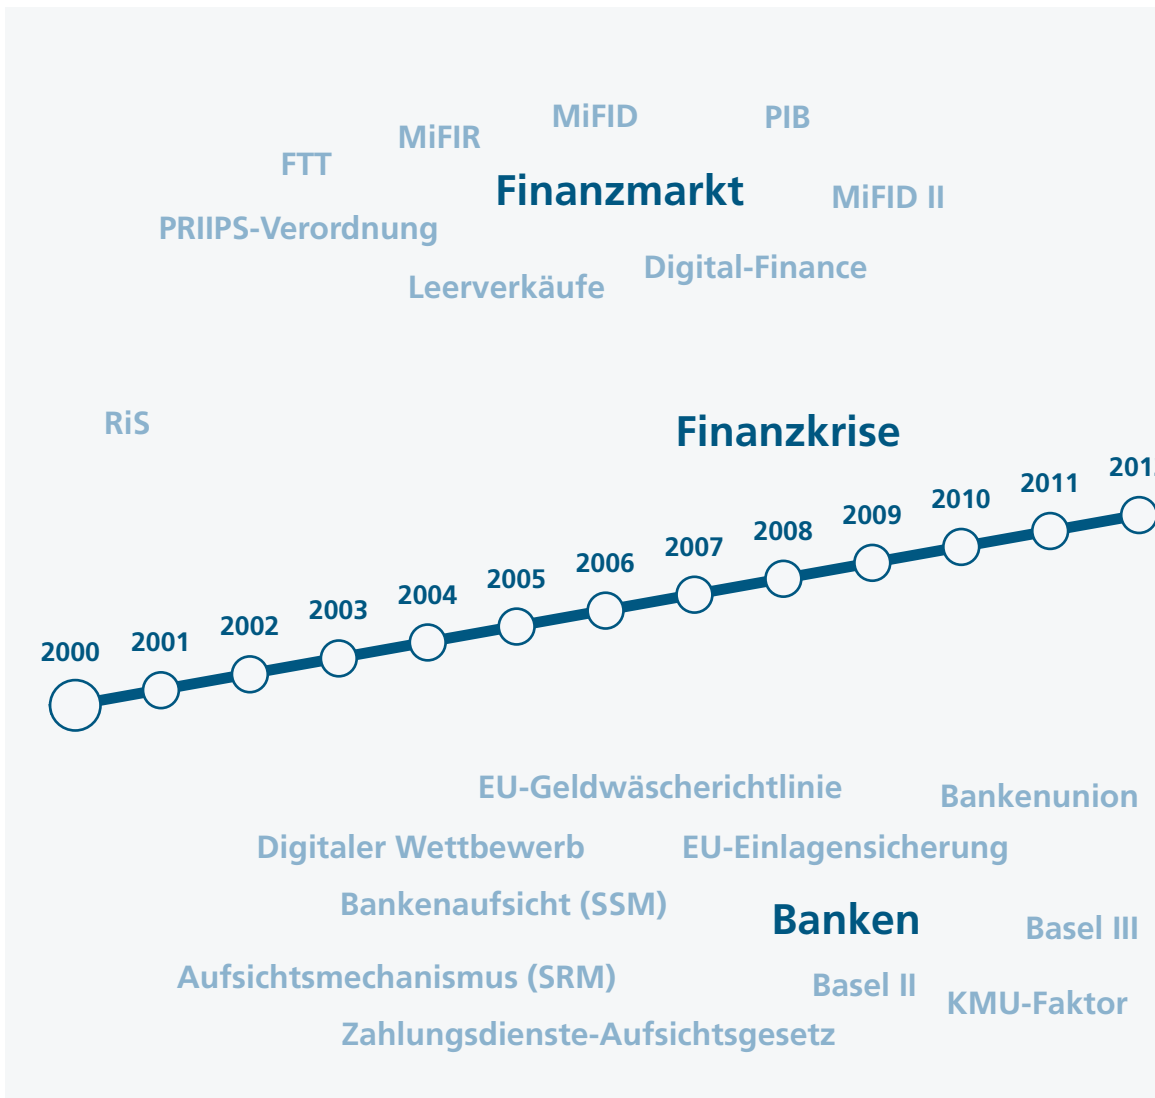 MiFID
PIB
MiFIR
FTT
Finanzmarkt
MiFID II
PRIIPS-Verordnung
Digital-Finance
Leerverkäufe
RiS
Finanzkrise
2000
2001
2002
2003
2004
2005
2006
2007
2008
2009
2010
2011
EU-Geldwäscherichtlinie
Bankenunion
Digitaler Wettbewerb
EU-Einlagensicherung
Bankenaufsicht (SSM)
Banken
Basel III
Aufsichtsmechanismus (SRM)
Basel II
KMU-Faktor
Zahlungsdienste-Aufsichtsgesetz